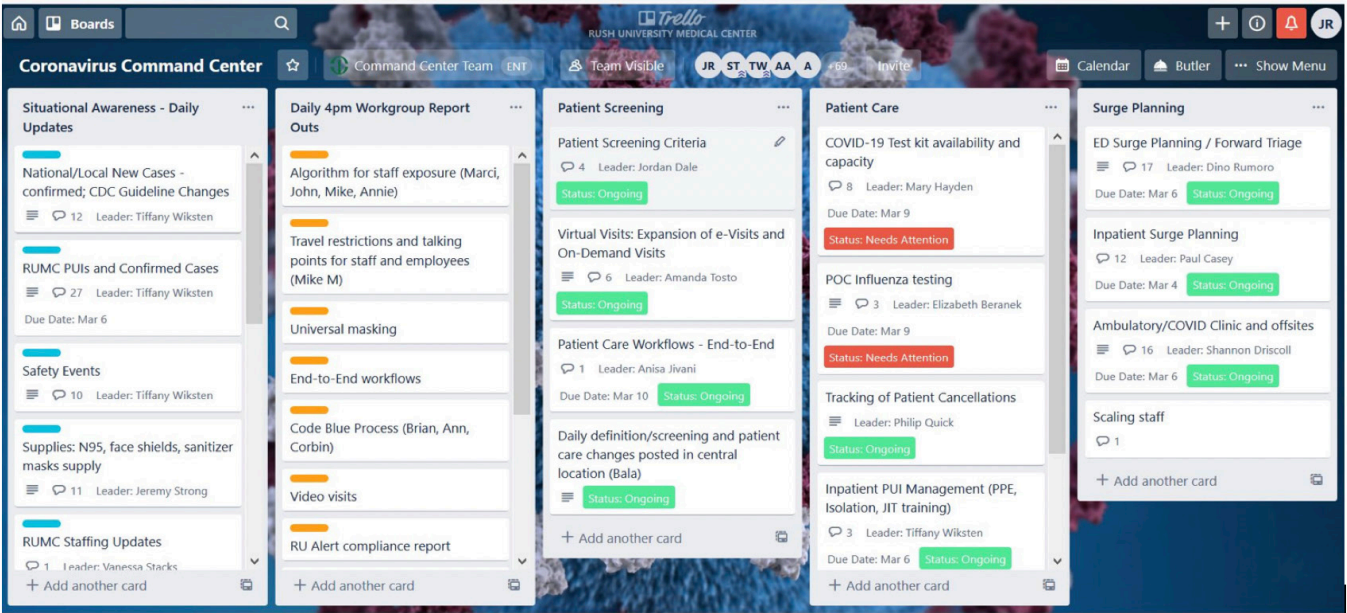 Boards
Trello
RUSH UNIVERSITY MEDICAL CENTER
JR
Coronavirus Command Center
Command Center Team ENT
Team Visible
JR ST TW AA A +69 Invite
Calendar
Butler
Show Menu
Situational Awareness - Daily
Updates
National/Local New Cases -
confirmed; CDC Guideline Changes
12 Leader: Tiffany Wiksten
RUMC PUIs and Confirmed Cases
27 Leader: Tiffany Wiksten
Due Date: Mar 6
Safety Events
10 Leader: Tiffany Wiksten
Supplies: N95, face shields, sanitizer
masks supply
11 Leader: Jeremy Strong
RUMC Staffing Updates
1 Leader: Vanessa Stacks
+ Add another card
Daily 4pm Workgroup Report
Outs
Algorithm for staff exposure (Marci,
John, Mike, Annie)
Travel restrictions and talking
points for staff and employees
(Mike M)
Universal masking
End-to-End workflows
Code Blue Process (Brian, Ann,
Corbin)
Video visits
RU Alert compliance report
+ Add another card
Patient Screening
Patient Screening Criteria
4 Leader: Jordan Dale
Status: Ongoing
Virtual Visits: Expansion of e-Visits and
On-Demand Visits
6 Leader: Amanda Tosto
Status: Ongoing
Patient Care Workflows - End-to-End
1 Leader: Anisa Jivani
Due Date: Mar 10 Status: Ongoing
Daily definition/screening and patient
care changes posted in central
location (Bala)
Status: Ongoing
+ Add another card
Patient Care
COVID-19 Test kit availability and
capacity
8 Leader: Mary Hayden
Due Date: Mar 9
Status: Needs Attention
POC Influenza testing
3 Leader: Elizabeth Beranek
Due Date: Mar 9
Status: Needs Attention
Tracking of Patient Cancellations
Leader: Philip Quick
Status: Ongoing
Inpatient PUI Management (PPE,
Isolation, JIT training)
3 Leader: Tiffany Wiksten
Due Date: Mar 6 Status: Ongoing
+ Add another card
Surge Planning
ED Surge Planning / Forward Triage
17 Leader: Dino Rumoro
Due Date: Mar 6 Status: Ongoing
Inpatient Surge Planning
12 Leader: Paul Casey
Due Date: Mar 4 Status: Ongoing
Ambulatory/COVID Clinic and offsites
16 Leader: Shannon Driscoll
Due Date: Mar 6 Status: Ongoing
Scaling staff
1
+ Add another card